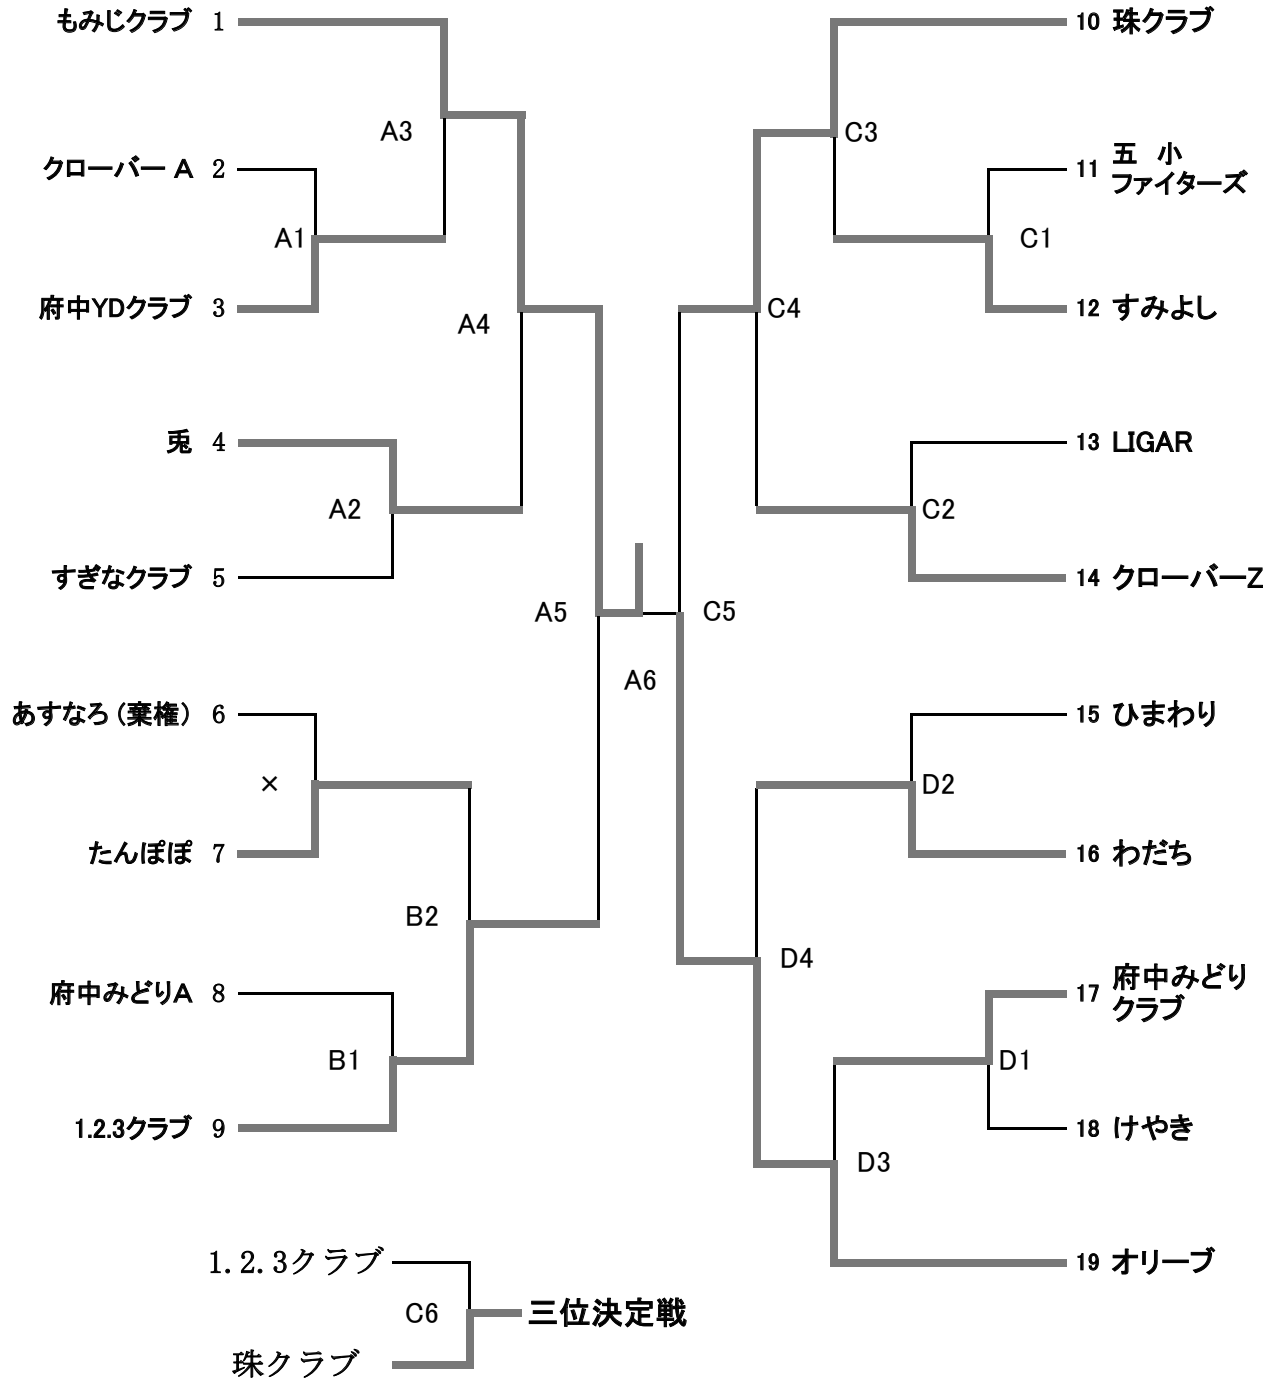 もみじクラブ 1
A3
クローバー A 2
A1
府中YDクラブ 3
A4
兎 4
A2
すぎなクラブ 5
A5
あすなろ（棄権） 6
×
たんぽぽ 7
B2
府中みどりA 8
B1
1.2.3クラブ 9
A6
10 珠クラブ
C3
11 五 小
ファイターズ
C1
12 すみよし
C4
13 LIGAR
C2
14 クローバーZ
C5
15 ひまわり
D2
16 わだち
D4
17 府中みどり
クラブ
D1
18 けやき
D3
19 オリーブ
1.2.3クラブ
C6 三位決定戦
珠クラブ